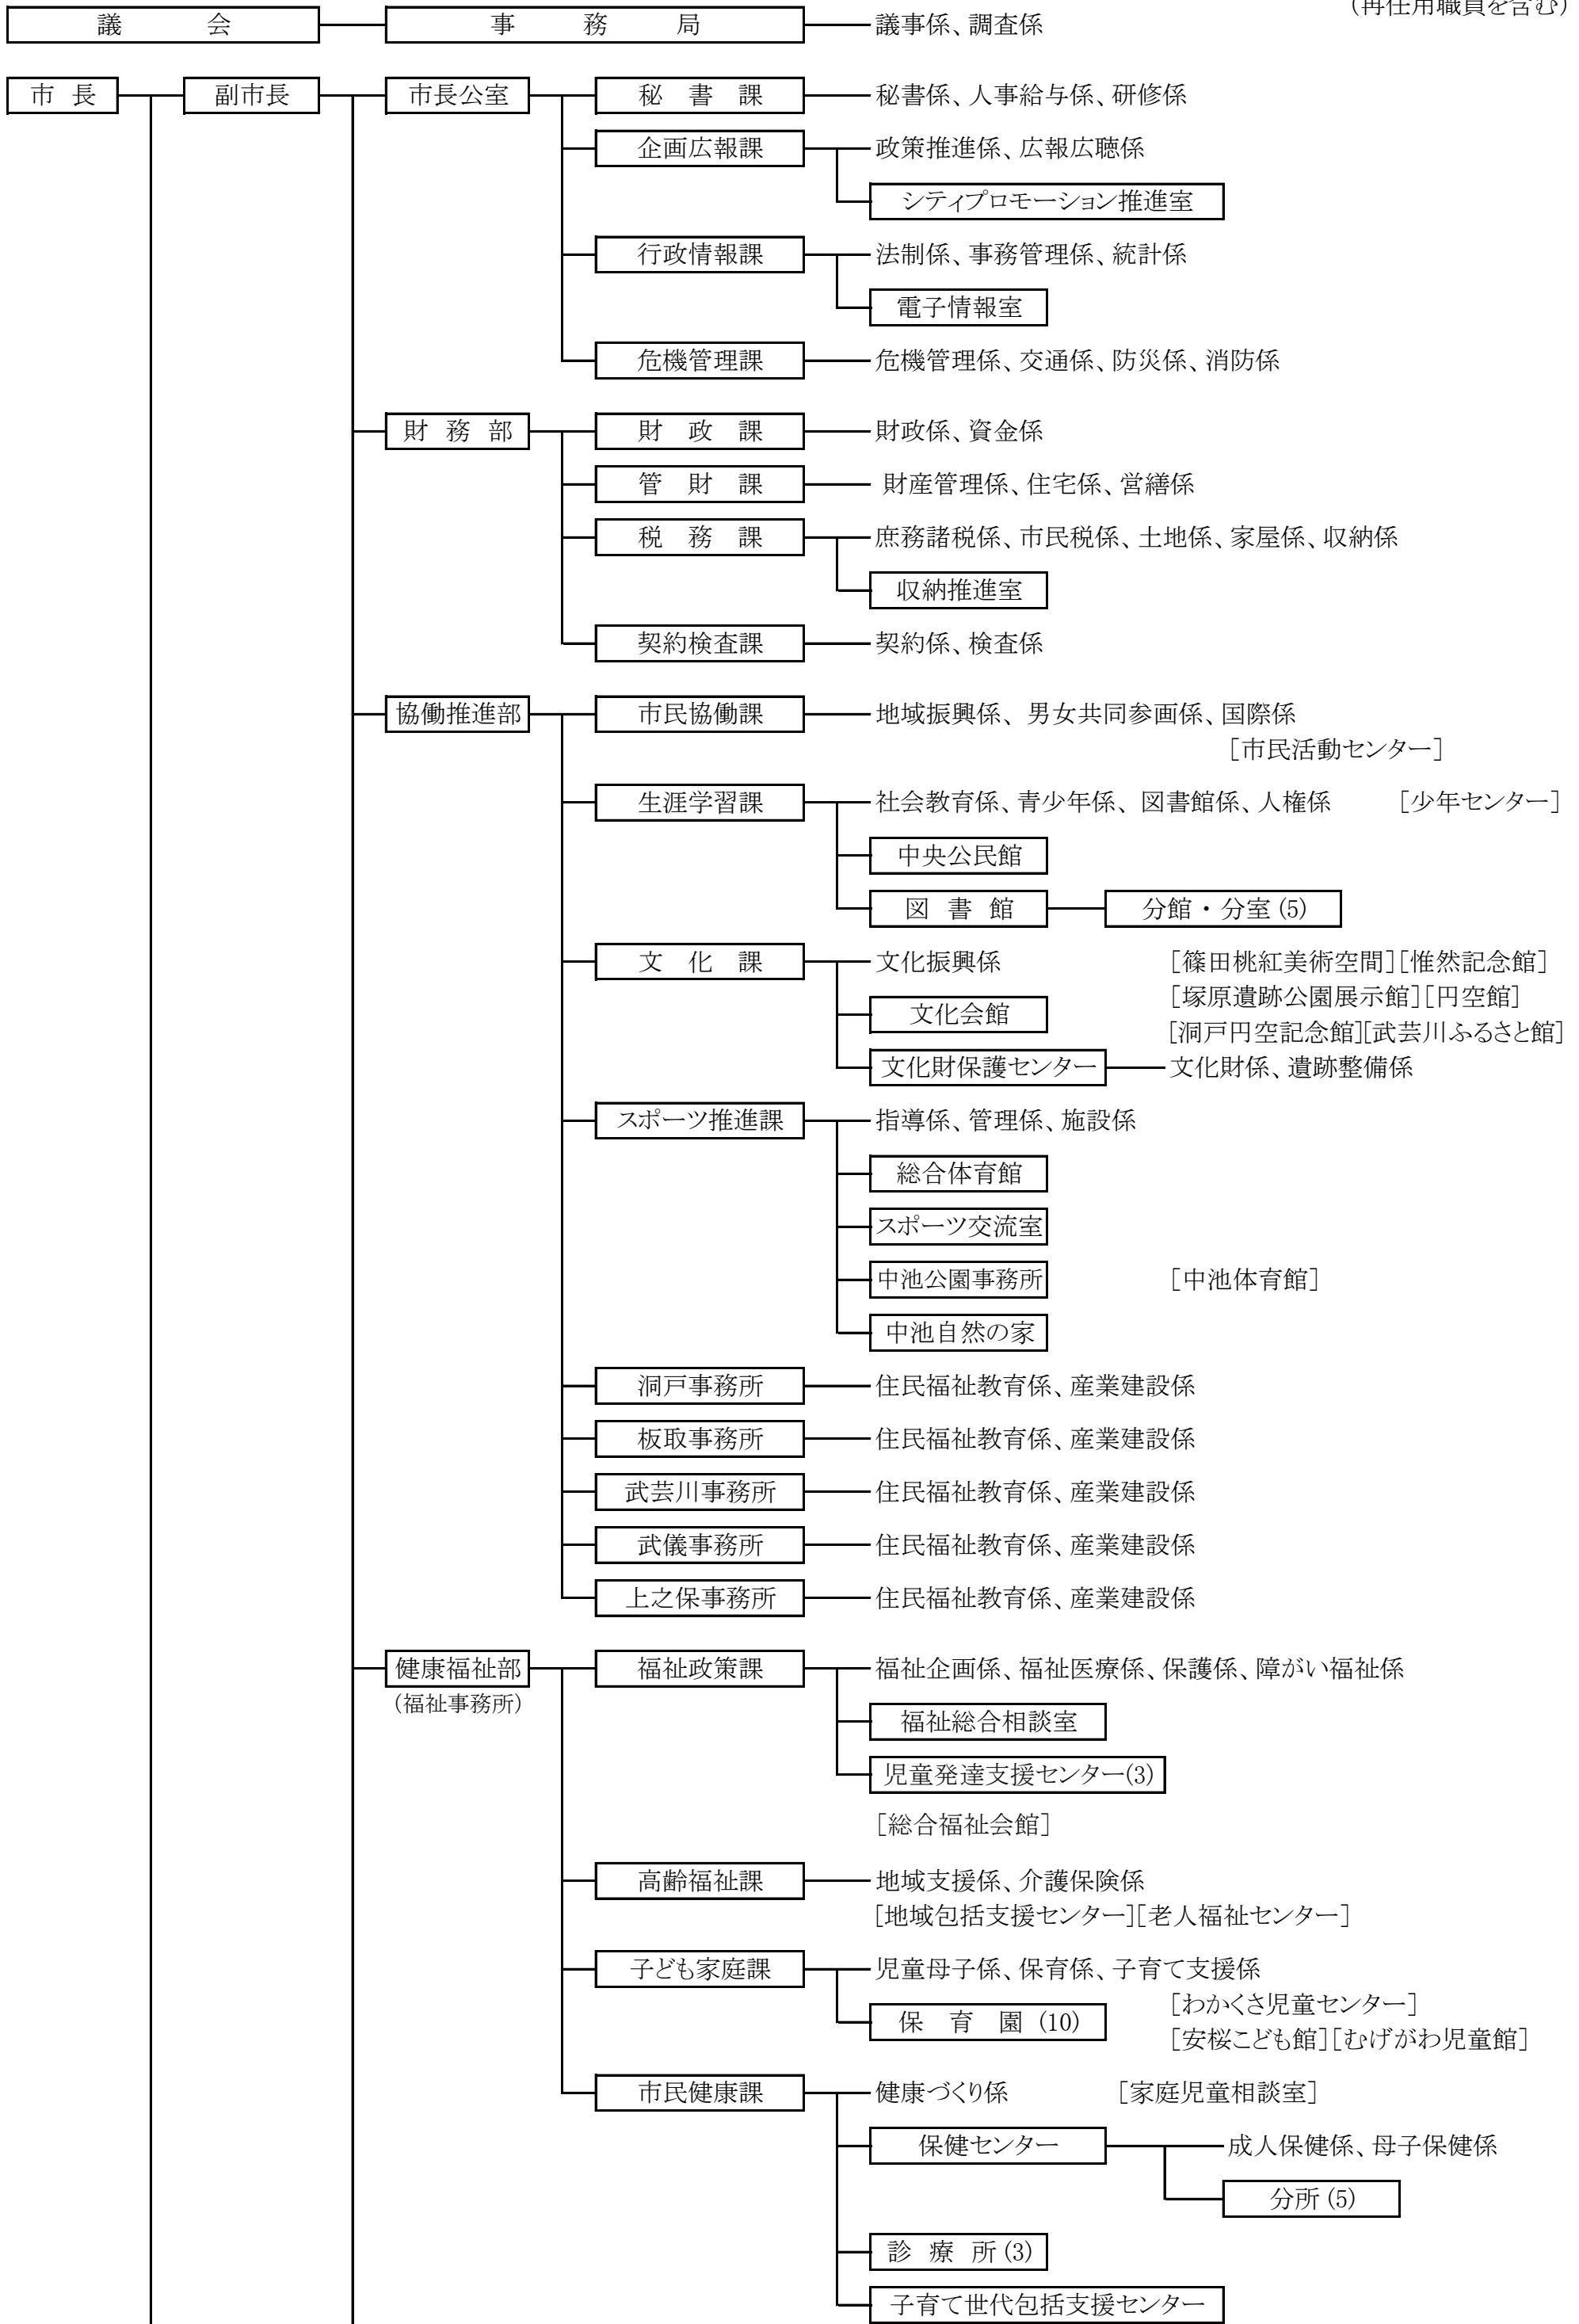 （再任用職員を含む）
議会 事務局 議事係、調査係
市長 副市長 市長公室 秘書課 秘書係、人事給与係、研修係
企画広報課 政策推進係、広報広聴係
シティプロモーション推進室
行政情報課 法制係、事務管理係、統計係
電子情報室
危機管理課 危機管理係、交通係、防災係、消防係
財務部 財政課 財政係、資金係
管財課 財産管理係、住宅係、営繕係
税務課 庶務諸税係、市民税係、土地係、家屋係、収納係
収納推進室
契約検査課 契約係、検査係
協働推進部 市民協働課 地域振興係、男女共同参画係、国際係
［市民活動センター］
生涯学習課 社会教育係、青少年係、図書館係、人権係 ［少年センター］
中央公民館
図書館 分館・分室(5)
文化課 文化振興係 ［篠田桃紅美術空間］［惟然記念館］
［塚原遺跡公園展示館］［円空館］
文化会館
［洞戸円空記念館］［武芸川ふるさと館］
文化財保護センター 文化財係、遺跡整備係
スポーツ推進課 指導係、管理係、施設係
総合体育館
スポーツ交流室
中池公園事務所 ［中池体育館］
中池自然の家
洞戸事務所 住民福祉教育係、産業建設係
板取事務所 住民福祉教育係、産業建設係
武芸川事務所 住民福祉教育係、産業建設係
武儀事務所 住民福祉教育係、産業建設係
上之保事務所 住民福祉教育係、産業建設係
健康福祉部 福祉政策課 福祉企画係、福祉医療係、保護係、障がい福祉係
（福祉事務所）
福祉総合相談室
児童発達支援センター(3)
［総合福祉会館］
高齢福祉課 地域支援係、介護保険係
［地域包括支援センター］［老人福祉センター］
子ども家庭課 児童母子係、保育係、子育て支援係
［わかくさ児童センター］
保育園(10)
［安桜こども館］［むげがわ児童館］
市民健康課 健康づくり係 ［家庭児童相談室］
保健センター 成人保健係、母子保健係
分所(5)
診療所(3)
子育て世代包括支援センター